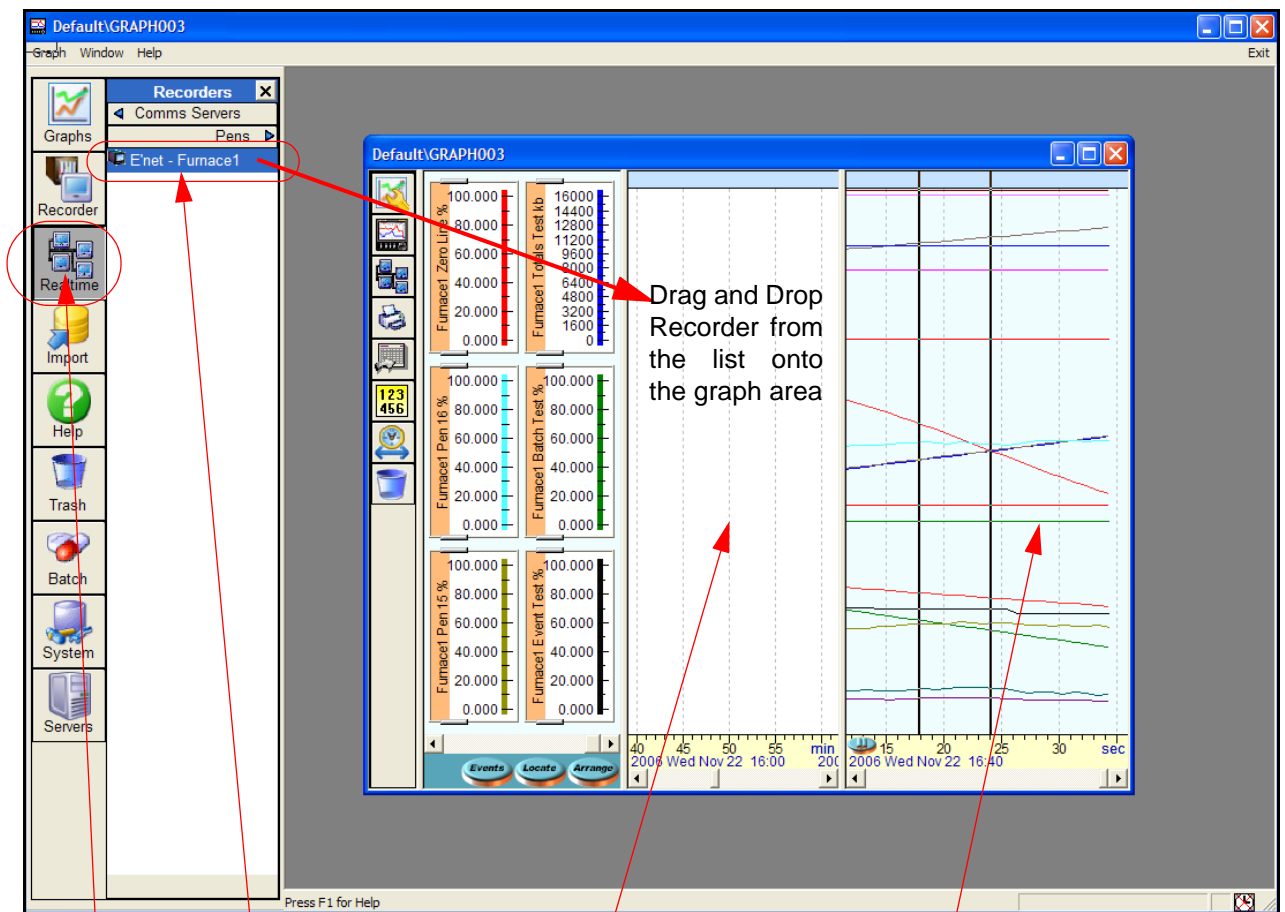 Default\GRAPH003
Graph Window Help Exit
Recorders
Comms Servers
Pens
E'net - Furnace1
Graphs
Recorder
Realtime
Import
Help
Trash
Batch
System
Servers
Default\GRAPH003
Furnace1 Zero Line %
100.000
80.000
60.000
40.000
20.000
0.000
Furnace1 Totals Test kb
16000
14400
12800
11200
9600
8000
6400
4800
3200
1600
0
Furnace1 Pen 16 %
100.000
80.000
60.000
40.000
20.000
0.000
Furnace1 Batch Test %
100.000
80.000
60.000
40.000
20.000
0.000
Furnace1 Pen 15 %
100.000
80.000
60.000
40.000
20.000
0.000
Furnace1 Event Test %
100.000
80.000
60.000
40.000
20.000
0.000
123
456
Drag and Drop
Recorder from
the list onto
the graph area
Events Locate Arrange
40 45 50 55 min
2006 Wed Nov 22 16:00 200
15 20 25 30 sec
2006 Wed Nov 22 16:40
Press F1 for Help